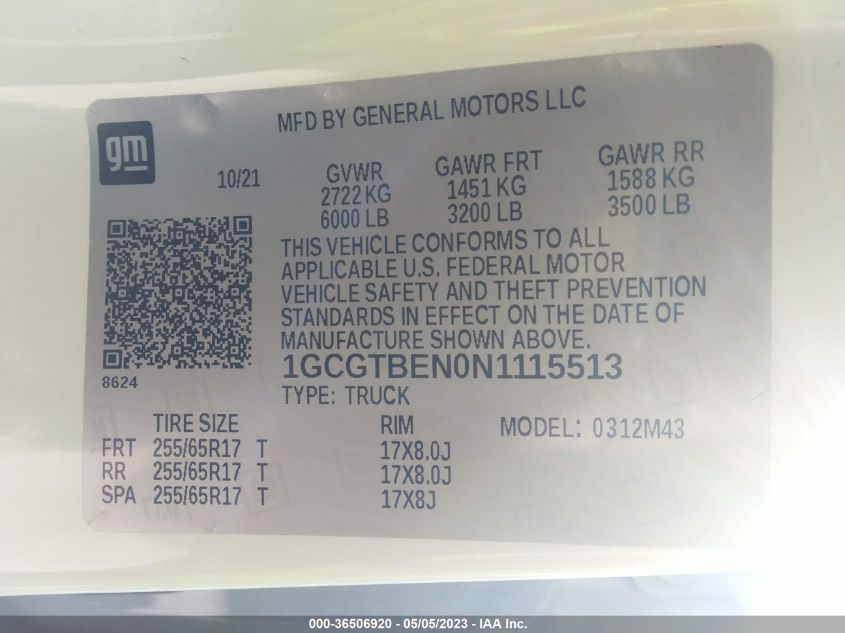 MFD BY GENERAL MOTORS LLC
gm
10/21
GVWR GAWR FRT GAWR RR
2722 KG 1451 KG 1588 KG
6000 LB 3200 LB 3500 LB
THIS VEHICLE CONFORMS TO ALL
APPLICABLE U.S. FEDERAL MOTOR
VEHICLE SAFETY AND THEFT PREVENTION
STANDARDS IN EFFECT ON THE DATE OF
MANUFACTURE SHOWN ABOVE.
8624
1GCGTBEN0N1115513
TYPE: TRUCK
TIRE SIZE RIM MODEL: 0312M43
FRT 255/65R17 T 17X8.0J
RR 255/65R17 T 17X8.0J
SPA 255/65R17 T 17X8J
000-36506920 - 05/05/2023 - IAA Inc.